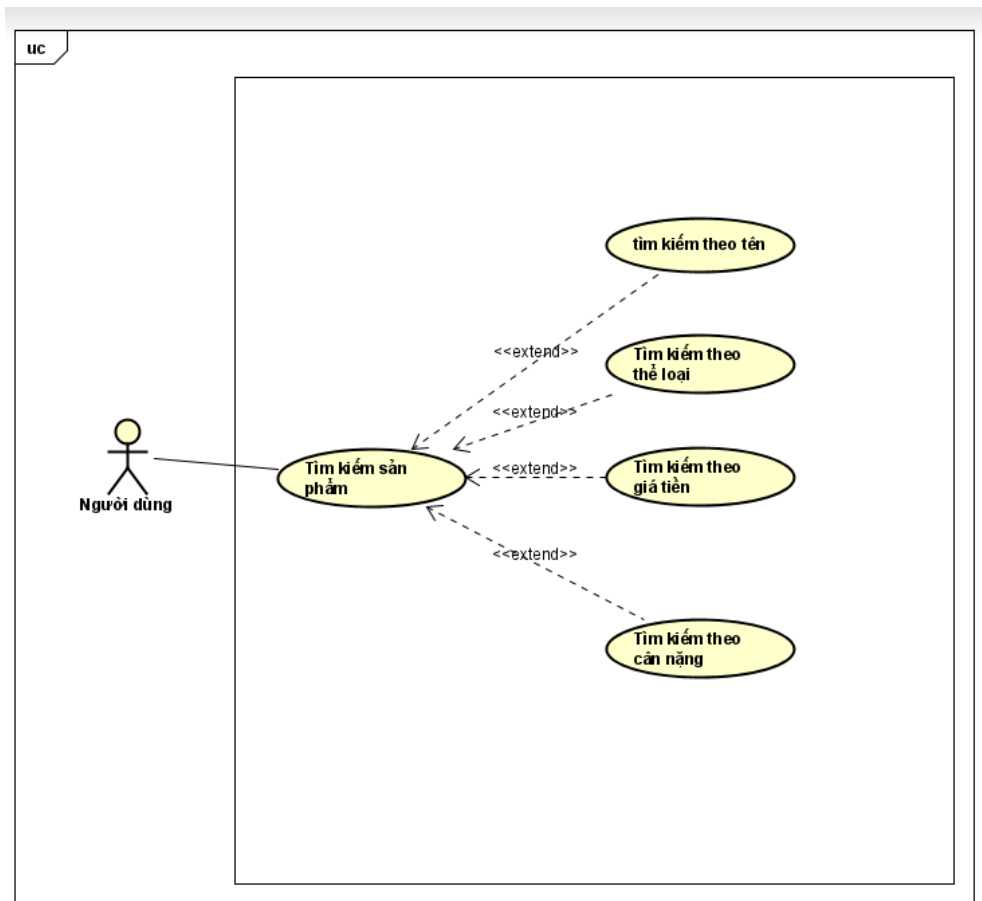 uc
tìm kiếm theo tên
<<extend>>
Tìm kiếm theo
thể loại
<<extend>>
Tìm kiếm sản
phẩm
<<extend>>
Tìm kiếm theo
giá tiền
Người dùng
<<extend>>
Tìm kiếm theo
cân nặng